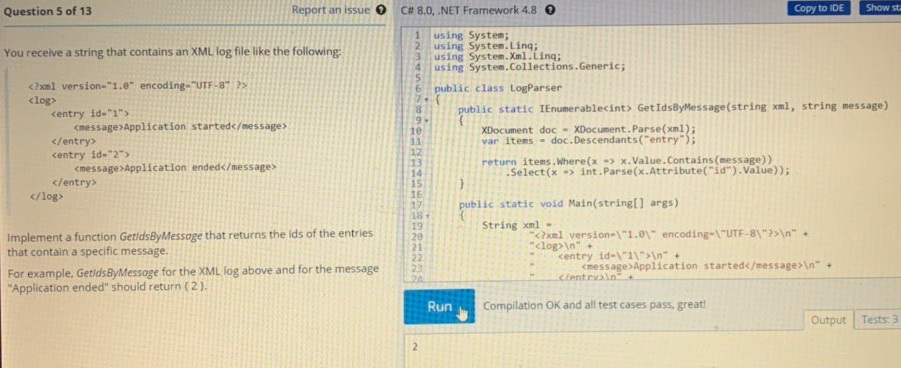 Question 5 of 13
Report an issue ?
You receive a string that contains an XML log file like the following:
<?xml version="1.0" encoding="UTF-8" ?>
<log>
<entry id="1">
<message>Application started</message>
</entry>
<entry id="2">
<message>Application ended</message>
</entry>
</log>
Implement a function GetIdsByMessage that returns the ids of the entries
that contain a specific message.
For example, GetIdsByMessage for the XML log above and for the message
"Application ended" should return { 2 }.
C# 8.0, .NET Framework 4.8 ?
Copy to IDE
Show
1 using System;
2 using System.Linq;
3 using System.Xml.Linq;
4 using System.Collections.Generic;
5
6 public class LogParser
7 {
8 public static IEnumerable<int> GetIdsByMessage(string xml, string message)
9 {
10 XDocument doc = XDocument.Parse(xml);
11 var items = doc.Descendants("entry");
12
13 return items.Where(x => x.Value.Contains(message))
14 .Select(x => int.Parse(x.Attribute("id").Value));
15 }
16
17 public static void Main(string[] args)
18 {
19 String xml =
20 "<?xml version=\"1.0\" encoding=\"UTF-8\"?>\n" +
21 "<log>\n" +
22 " <entry id=\"1\">\n" +
23 " <message>Application started</message>\n" +
24 " </entry>\n" +
Run
Compilation OK and all test cases pass, great!
Output
Tests: 3
2